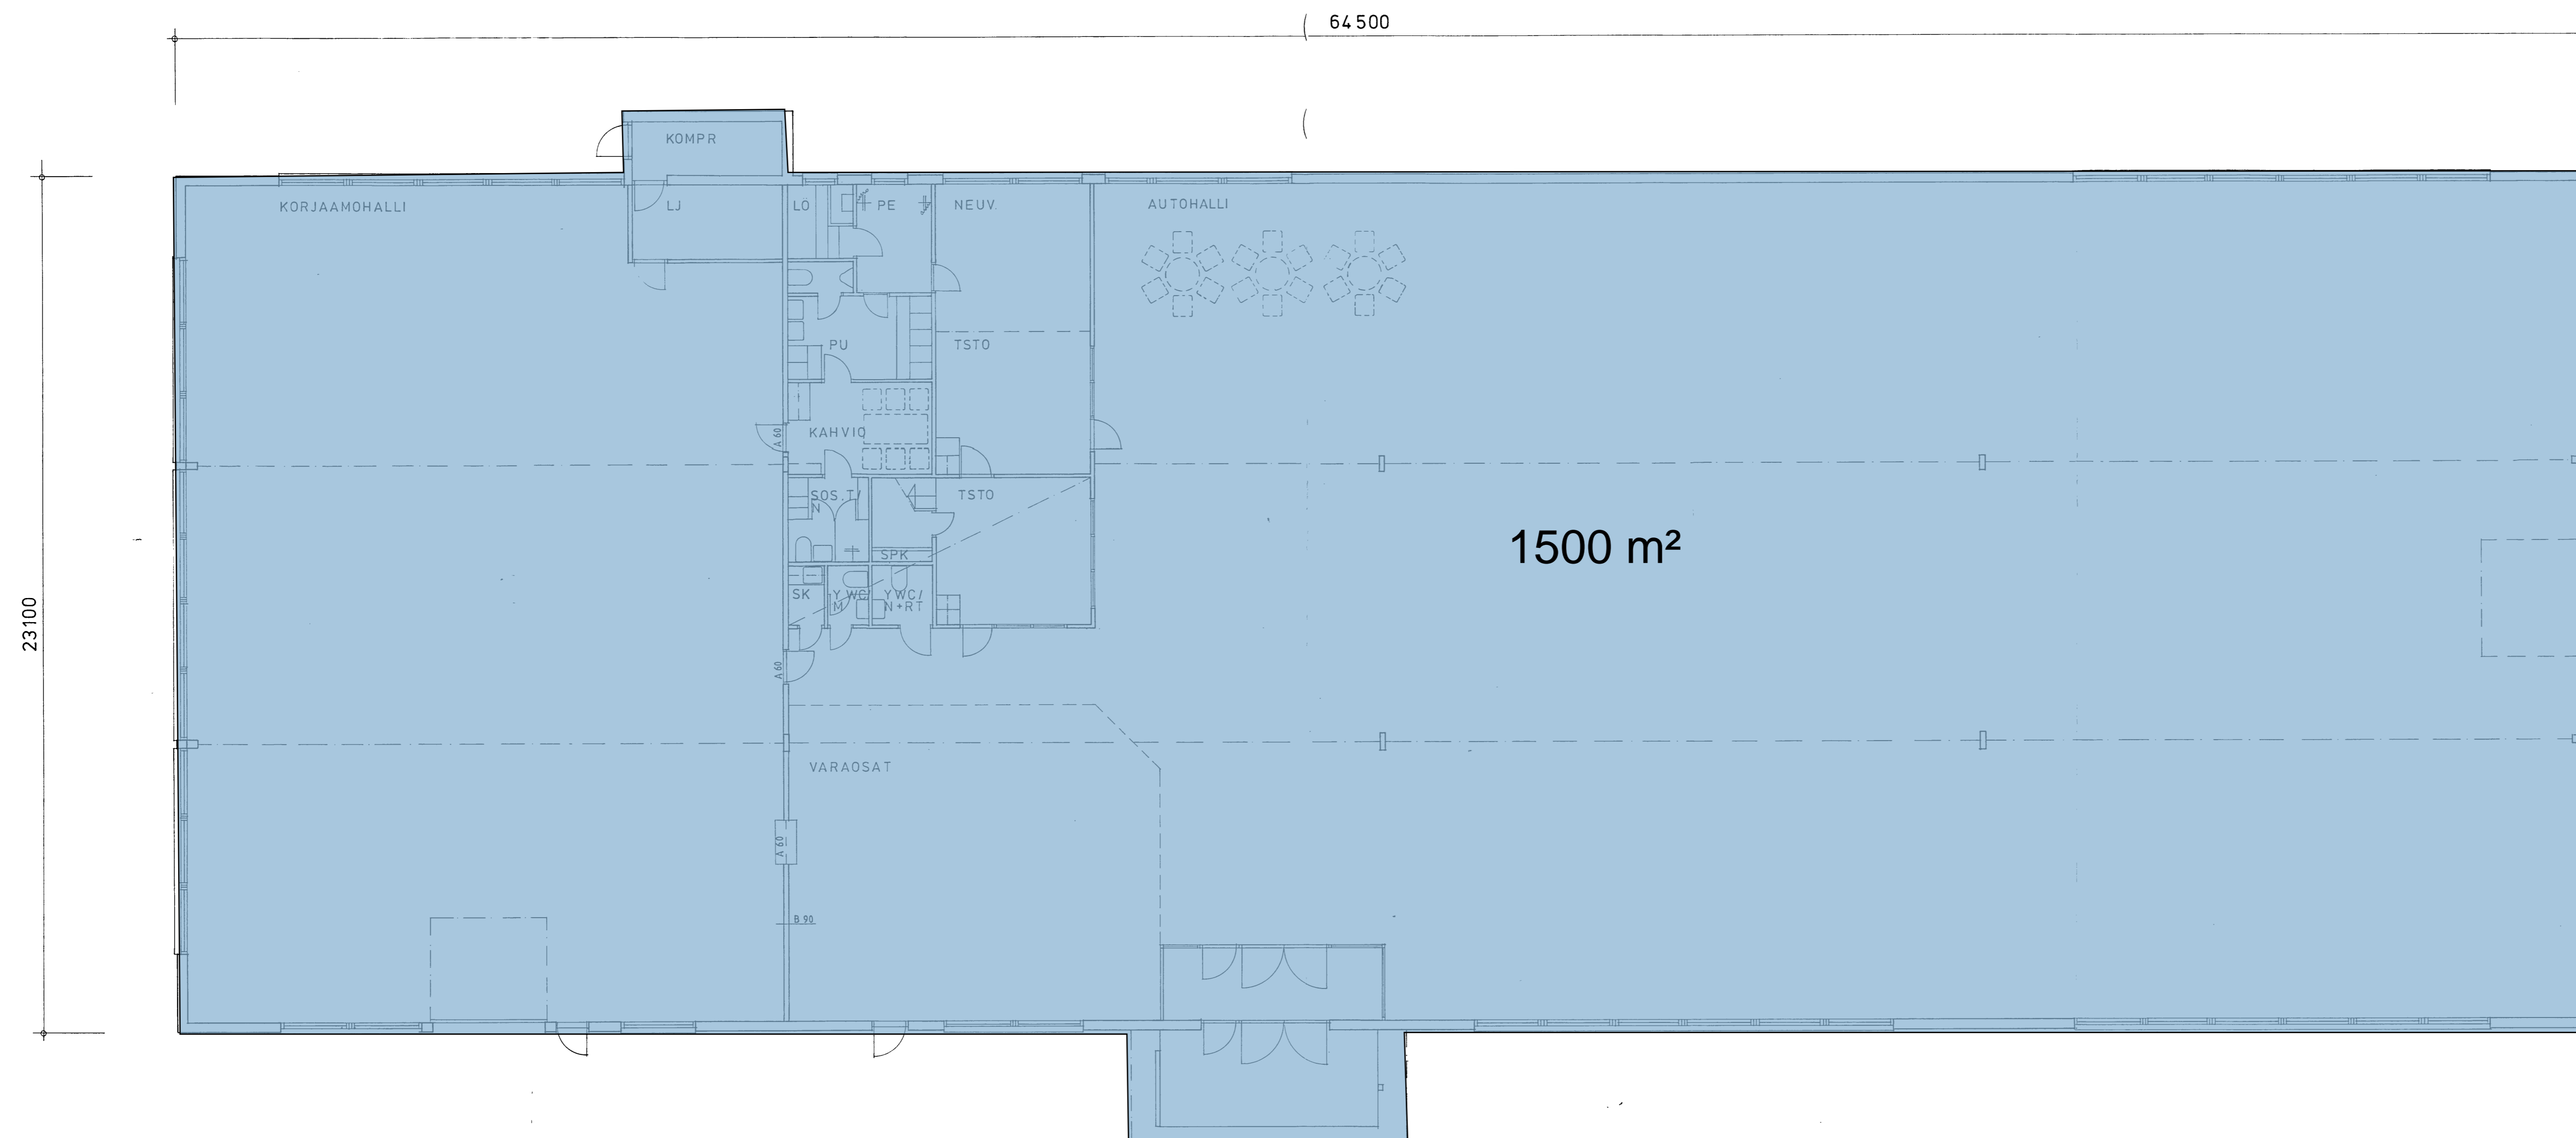 64 500
KOMPR
KORJAAMOHALLI
LJ
LÖ
PE
NEUV.
AUTOHALLI
PU
TSTO
KAHVIO
A 60
SOS.T/
N
TSTO
1500 m²
SPK
SK
Y WC/
M
YWC/
N+RT
23100
A 60
VARAOSAT
A 60
B 90